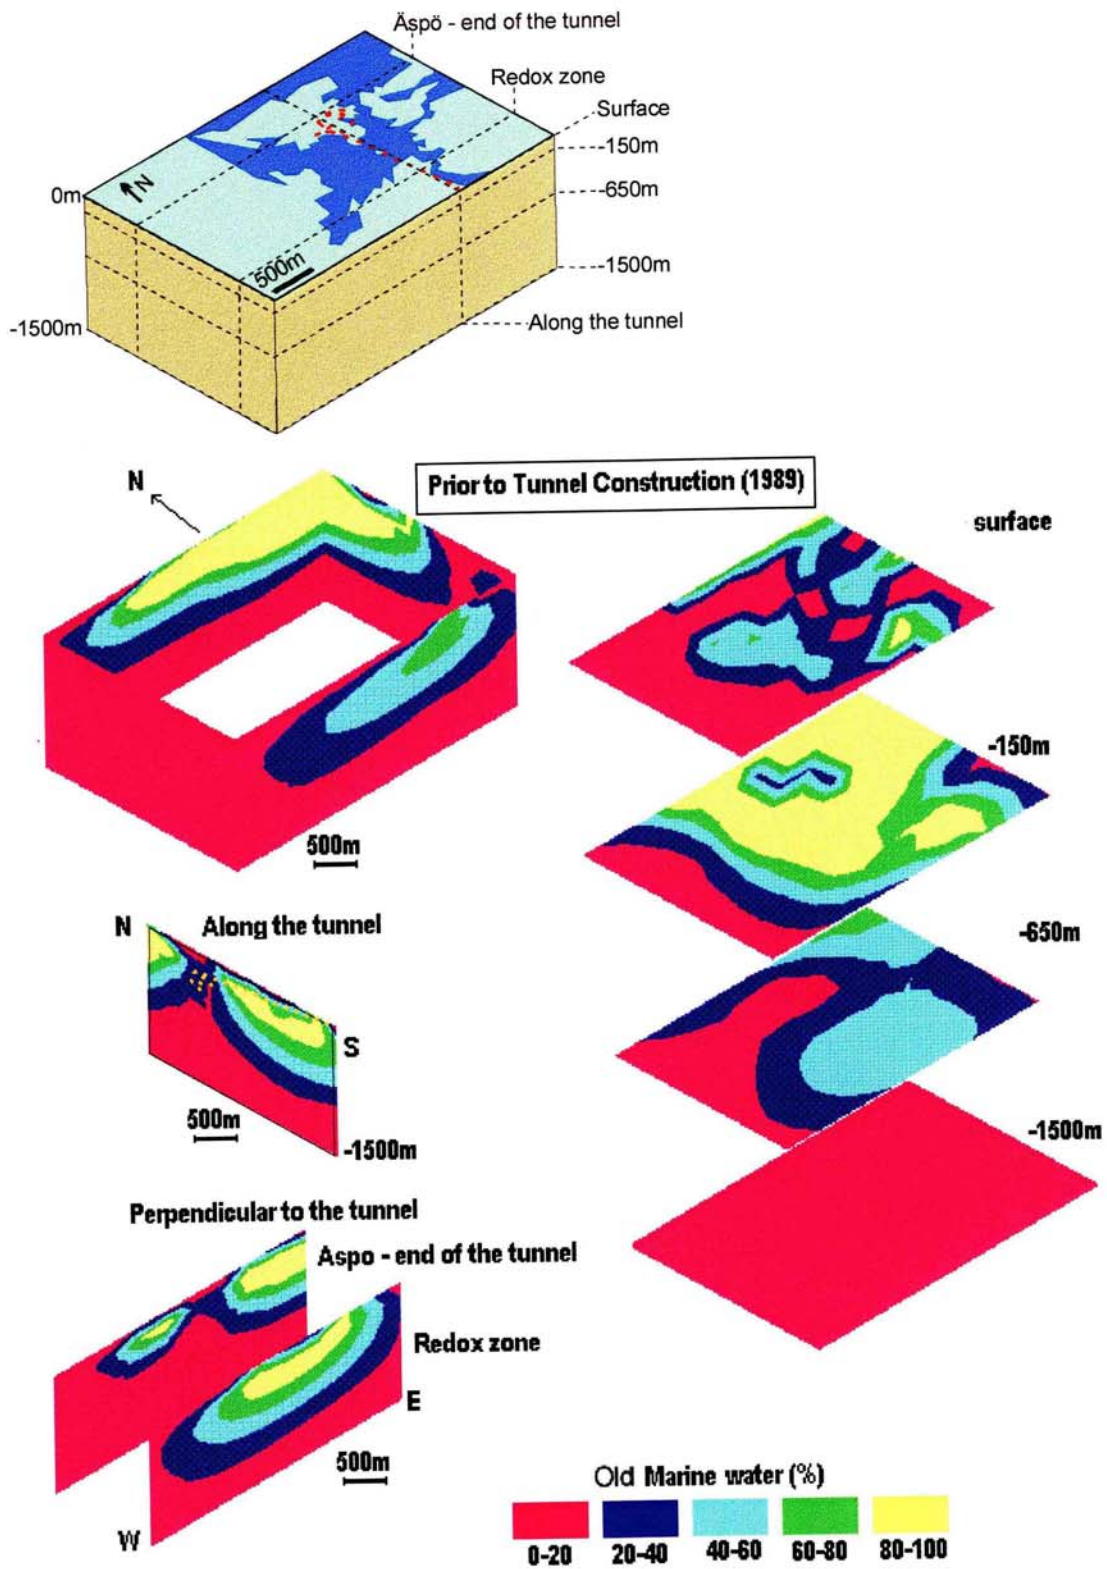 Äspö - end of the tunnel
Redox zone
Surface
-150m
-650m
-1500m
Along the tunnel
0m
-1500m
N
500m
N
Prior to Tunnel Construction (1989)
surface
-150m
-650m
-1500m
500m
N
Along the tunnel
S
500m
-1500m
Perpendicular to the tunnel
Aspo - end of the tunnel
Redox zone
E
500m
W
Old Marine water (%)
0-20 20-40 40-60 60-80 80-100